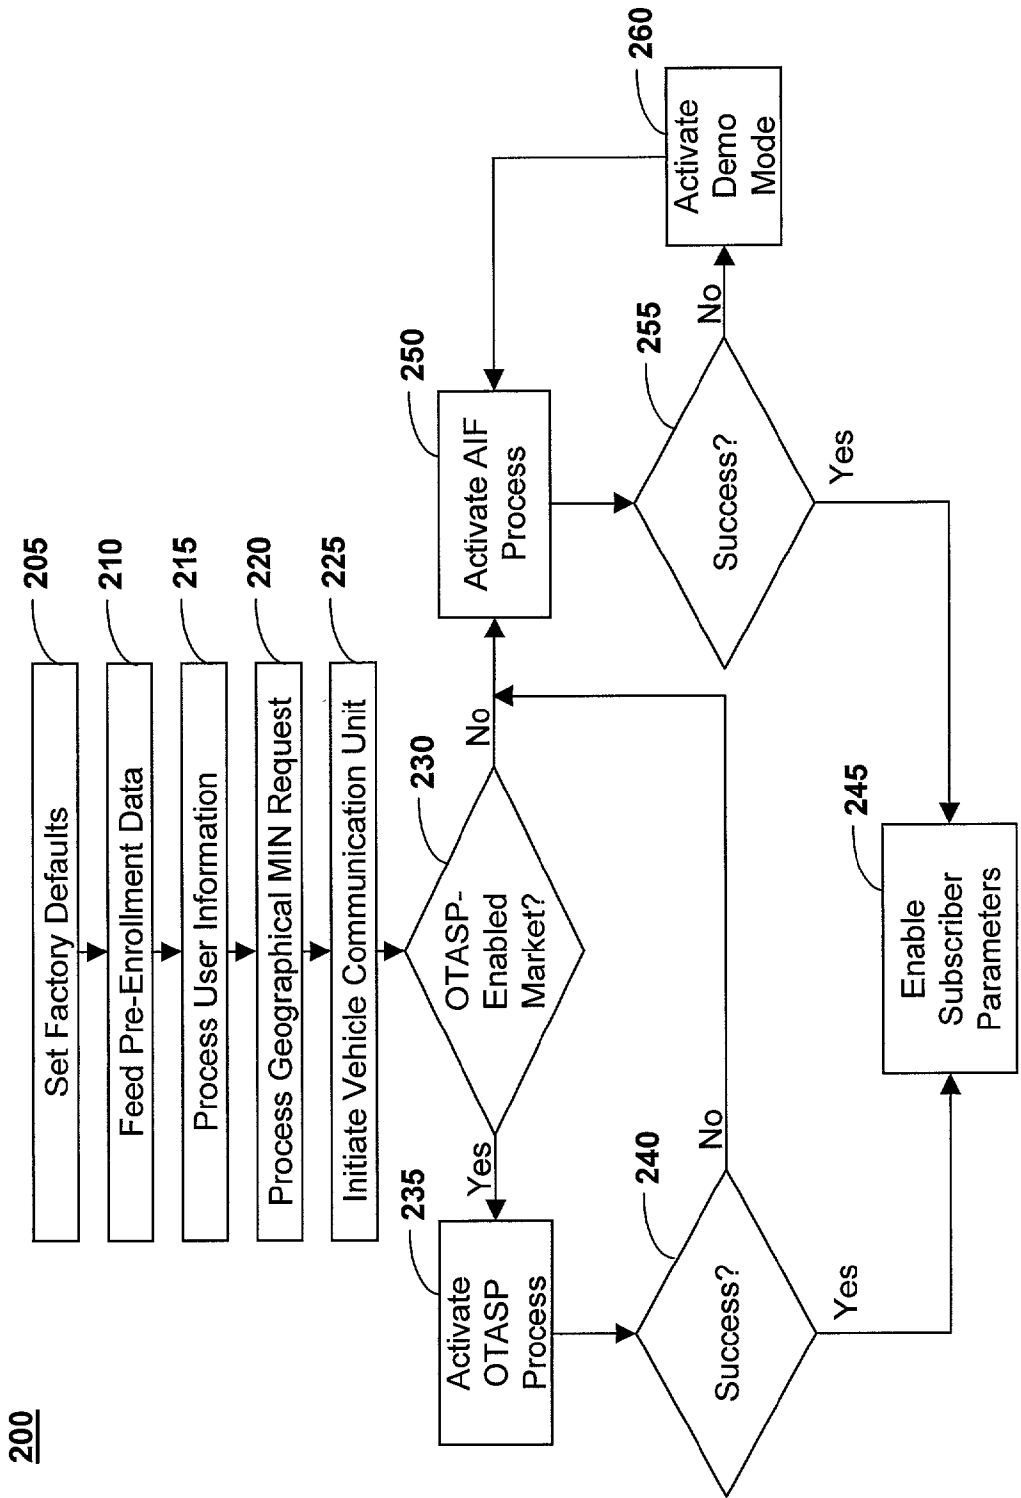 200
Set Factory Defaults
205
Feed Pre-Enrollment Data
210
Process User Information
215
Process Geographical MIN Request
220
Initiate Vehicle Communication Unit
225
OTASP-
Enabled
Market?
230
Yes
No
Activate
OTASP
Process
235
Activate AIF
Process
250
Success?
240
No
Yes
Success?
255
No
Yes
Activate
Demo
Mode
260
Enable
Subscriber
Parameters
245